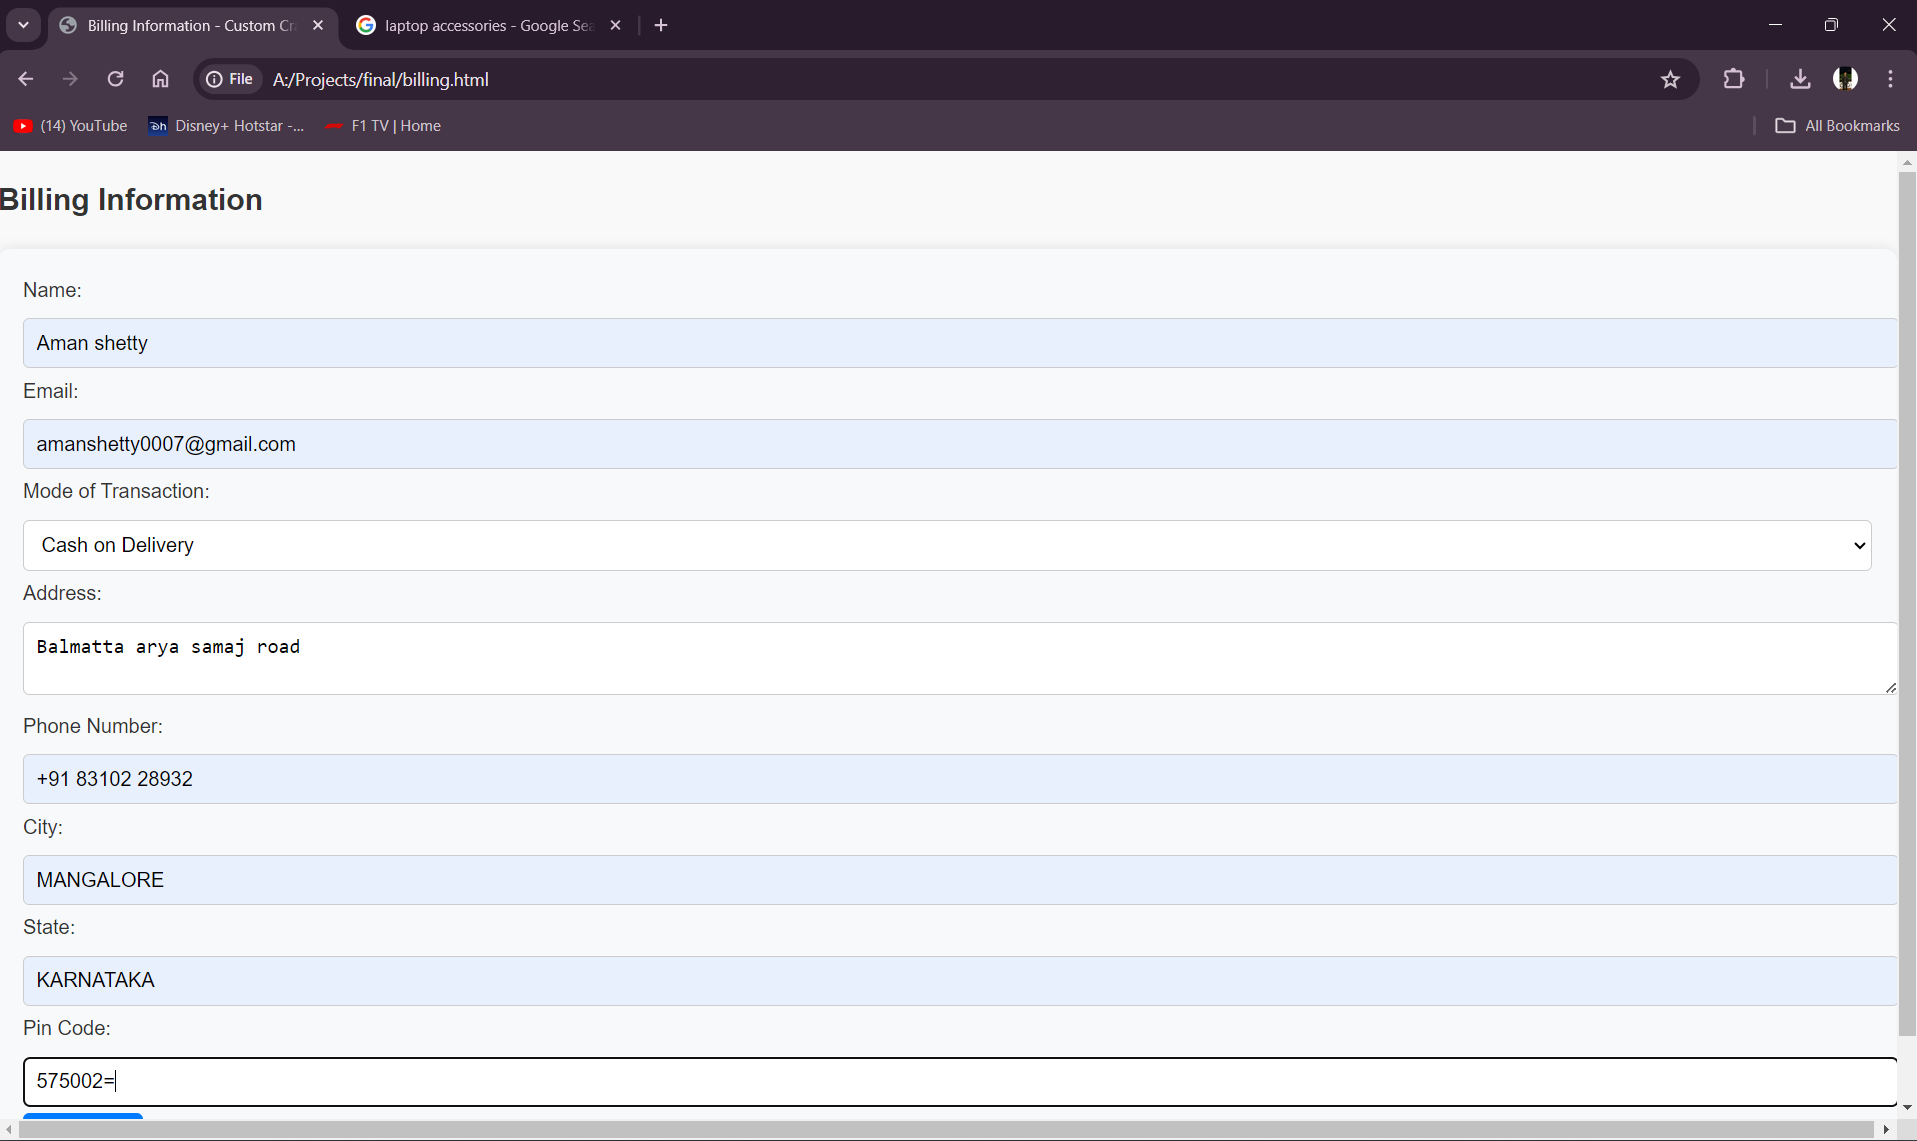 Billing Information - Custom Cr
laptop accessories - Google Sea
File
A:/Projects/final/billing.html
(14) YouTube
Disney+ Hotstar -...
F1 TV | Home
All Bookmarks
Billing Information
Name:
Aman shetty
Email:
amanshetty0007@gmail.com
Mode of Transaction:
Cash on Delivery
Address:
Balmatta arya samaj road
Phone Number:
+91 83102 28932
City:
MANGALORE
State:
KARNATAKA
Pin Code:
575002=